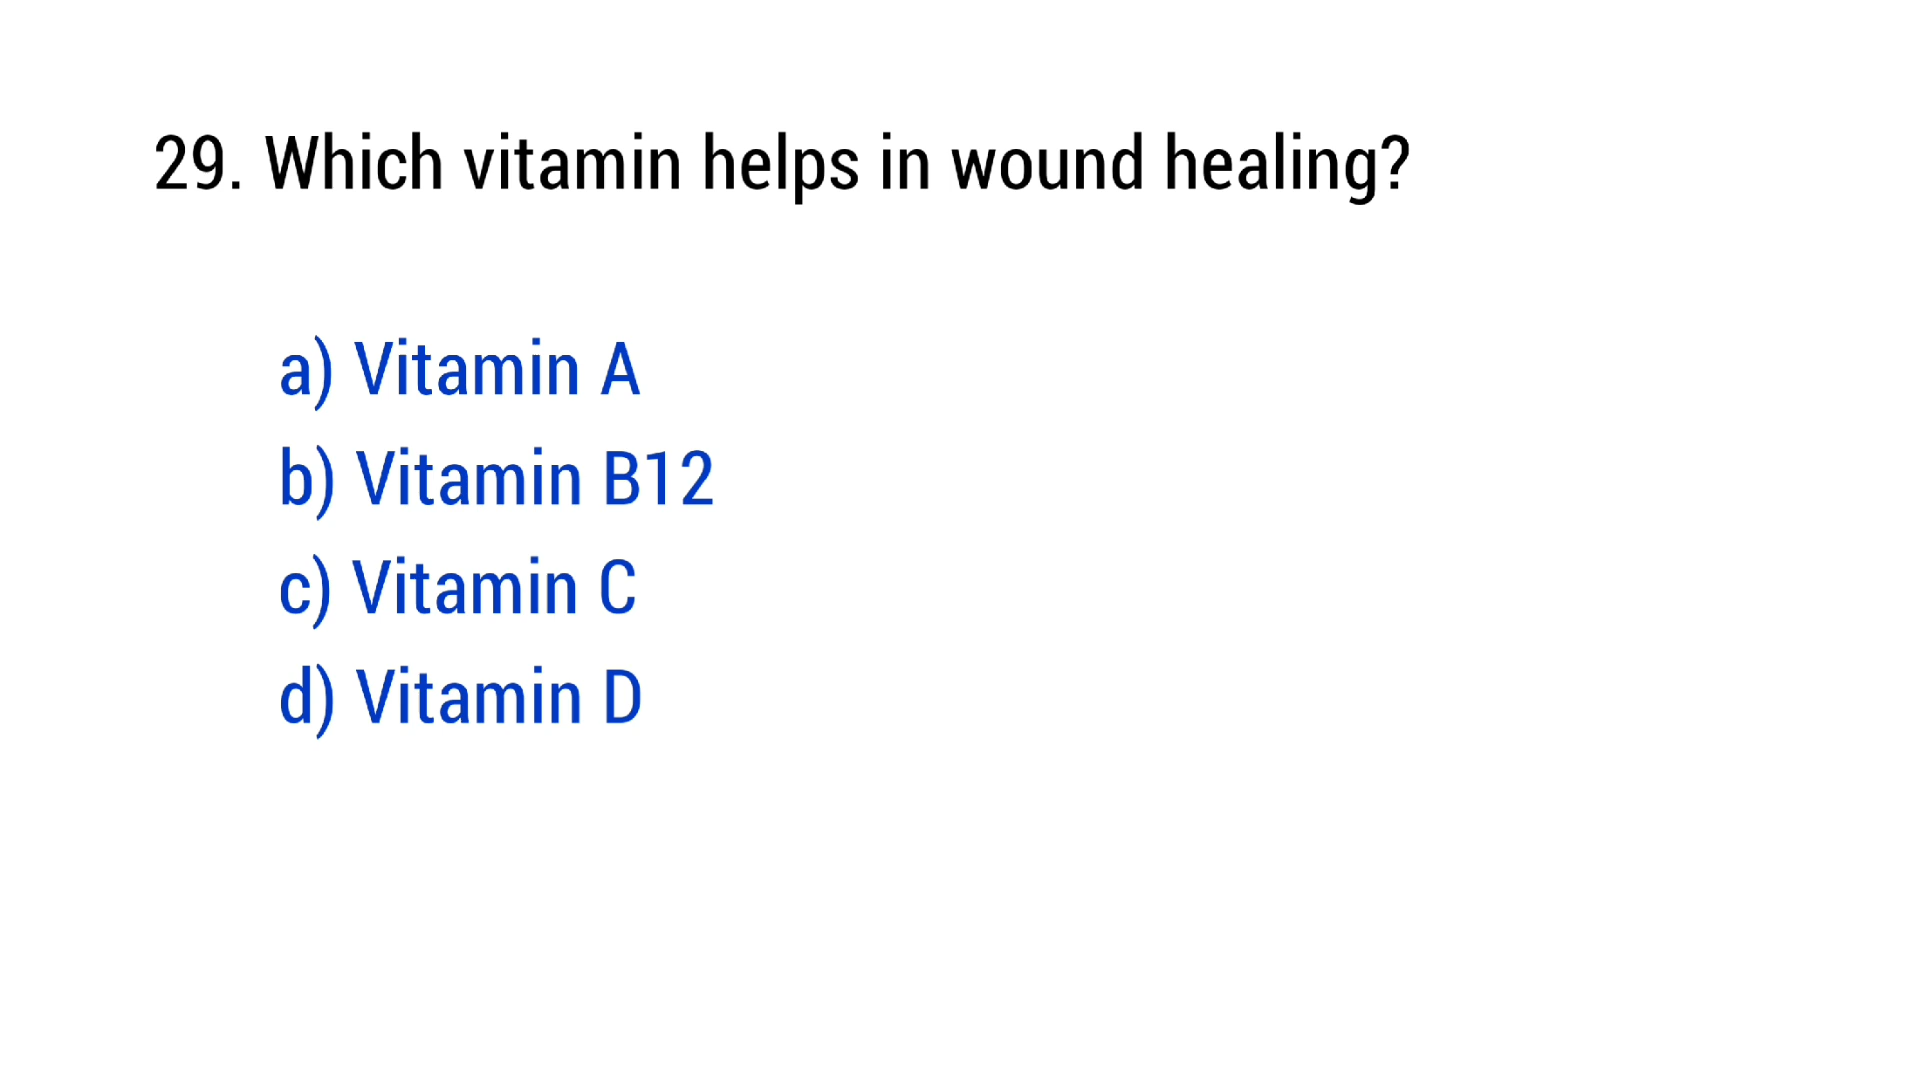 29. Which vitamin helps in wound healing?
a) Vitamin A
b) Vitamin B12
c) Vitamin C
d) Vitamin D